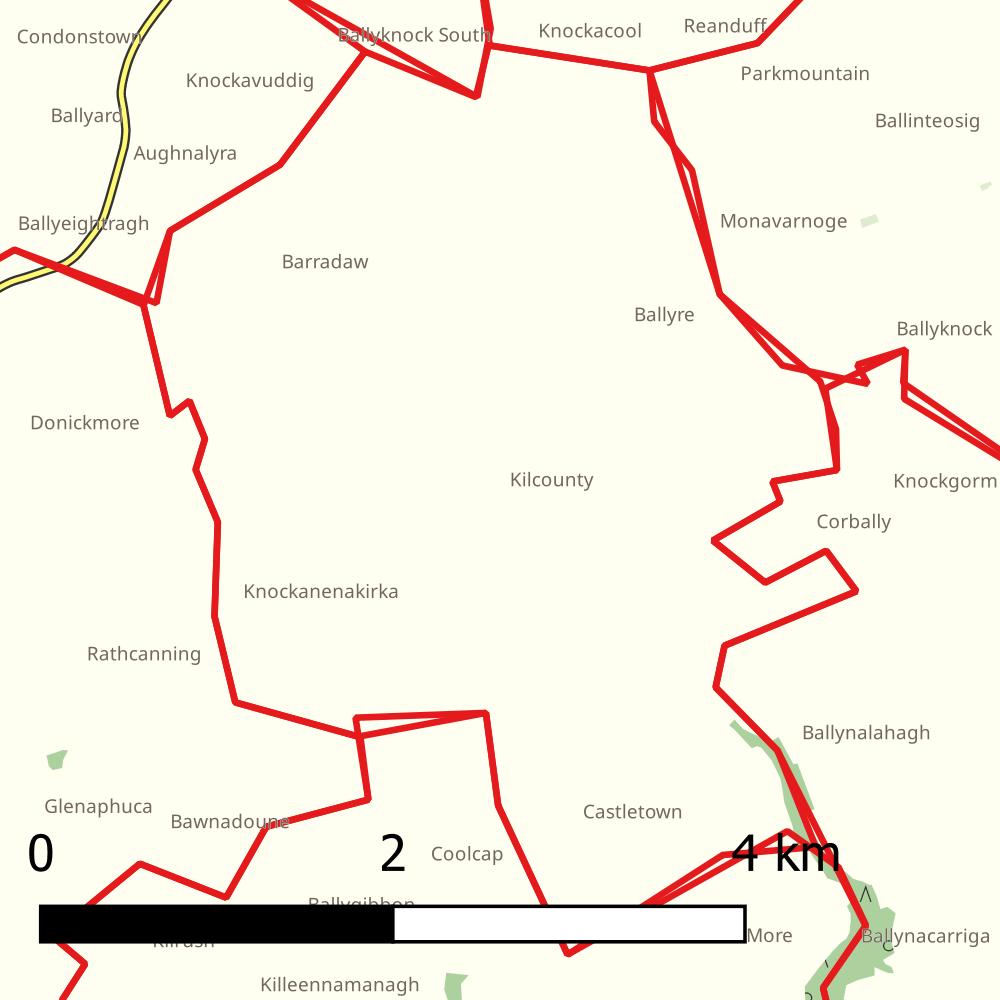 Reanduff
Knockacool
Ballyknock South
Condonstown
Parkmountain
Knockavuddig
Ballyard
Ballinteosig
Aughnalyra
Monavarnoge
Ballyeightragh
Barradaw
Ballyre
Ballyknock
Donickmore
Kilcounty
Knockgorm
Corbally
Knockanenakirka
Rathcanning
Ballynalahagh
Glenaphuca
Castletown
Bawnadoune
0 2 4 km
Coolcap
Ballygibbon
More
Ballynacarriga
Kilrush
Killeennamanagh